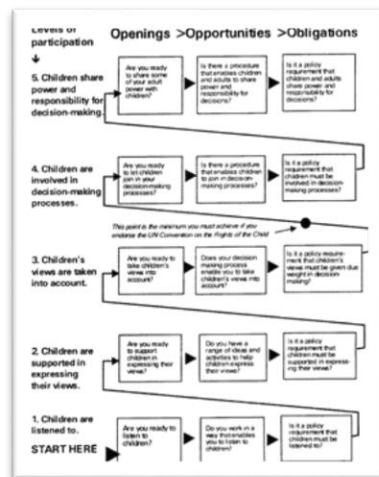 Levels of
participation
Openings >Opportunities >Obligations
5. Children share
power and
responsibility for
decision-making.
Are you ready
to share some
of your adult
power with
children?
Is there a procedure
that enables children
and adults to share
power and
responsibility for
decisions?
Is it a policy
requirement that
children and adults
share power and
responsibility for
decisions?
4. Children are
involved in
decision-making
processes.
Are you ready
to let children
join in your
decision-making
processes?
Is there a procedure
that enables children
to join in decision-
making processes?
Is it a policy
requirement that
children must be
involved in decision-
making processes?
This point is the minimum you must achieve if you
endorse the UN Convention on the Rights of the Child
3. Children's
views are taken
into account.
Are you ready to
take children's
views into
account?
Does your decision
making process
enable you to take
children's views into
account?
Is it a policy require-
ment that children's
views must be given due
weight in decision-
making?
2. Children are
supported in
expressing
their views.
Are you ready
to support
children in
expressing their
views?
Do you have a
range of ideas and
activities to help
children express
their views?
Is it a policy
requirement that
children must be
supported in express-
ing their views?
1. Children are
listened to.
START HERE
Are you ready to
listen to
children?
Do you work in a
way that enables
you to listen to
children?
Is it a policy
requirement that
children must be
listened to?